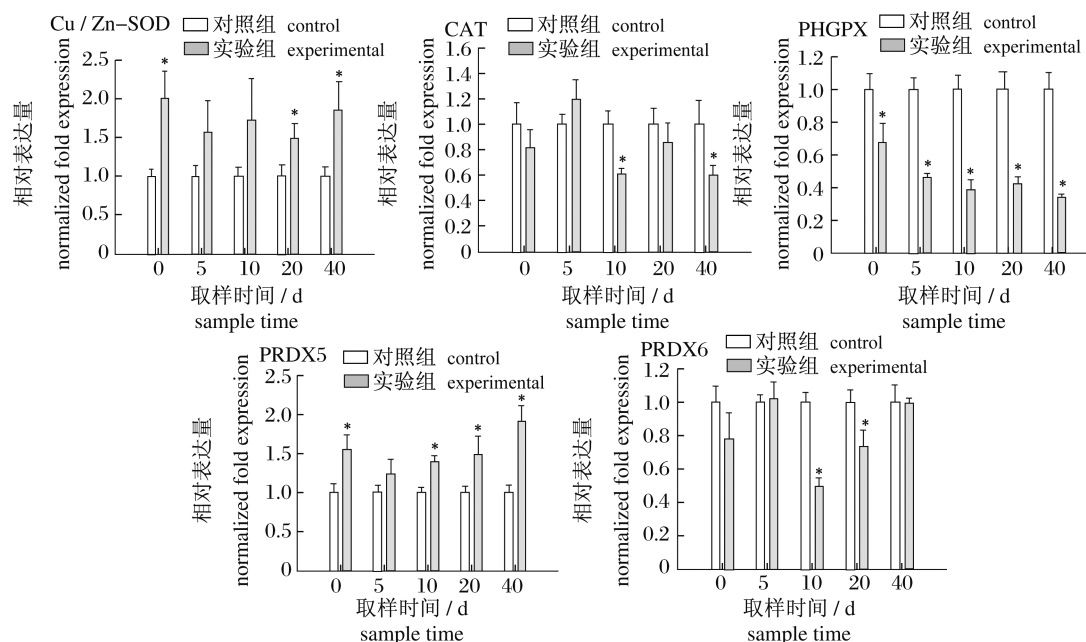 Cu / Zn-SOD
对照组 control
实验组 experimental
2.5
2.0
1.5
1.0
0.5
0
相对表达量
normalized fold expression
*
*
*
0 5 10 20 40
取样时间 / d
sample time
CAT
对照组 control
实验组 experimental
1.6
1.4
1.2
1.0
0.8
0.6
0.4
0.2
0
相对表达量
normalized fold expression
*
*
0 5 10 20 40
取样时间 / d
sample time
PHGPX
对照组 control
实验组 experimental
1.2
1.0
0.8
0.6
0.4
0.2
0
相对表达量
normalized fold expression
*
*
*
*
*
0 5 10 20 40
取样时间 / d
sample time
PRDX5
对照组 control
实验组 experimental
2.5
2.0
1.5
1.0
0.5
0
相对表达量
normalized fold expression
*
*
*
*
0 5 10 20 40
取样时间 / d
sample time
PRDX6
对照组 control
实验组 experimental
1.2
1.0
0.8
0.6
0.4
0.2
0.0
相对表达量
normalized fold expression
*
*
0 5 10 20 40
取样时间 / d
sample time